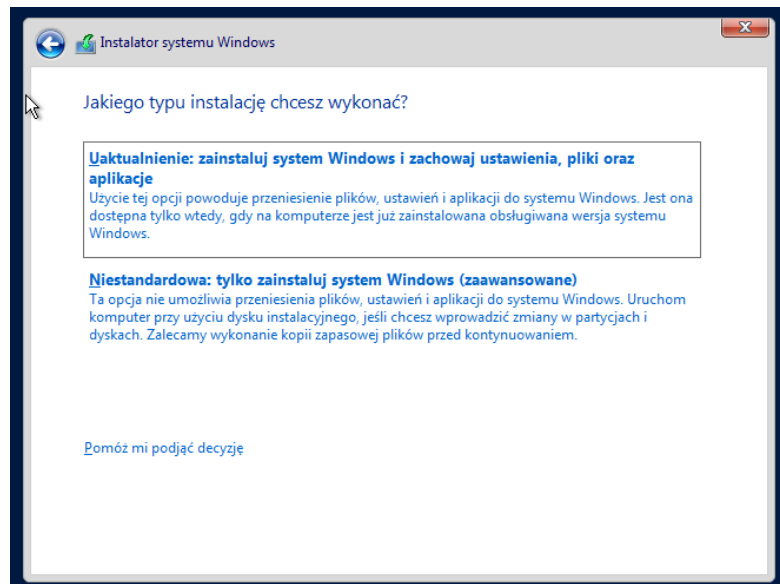 Instalator systemu Windows
Jakiego typu instalację chcesz wykonać?
Uaktualnienie: zainstaluj system Windows i zachowaj ustawienia, pliki oraz
aplikacje
Użycie tej opcji powoduje przeniesienie plików, ustawień i aplikacji do systemu Windows. Jest ona
dostępna tylko wtedy, gdy na komputerze jest już zainstalowana obsługiwana wersja systemu
Windows.
Niestandardowa: tylko zainstaluj system Windows (zaawansowane)
Ta opcja nie umożliwia przeniesienia plików, ustawień i aplikacji do systemu Windows. Uruchom
komputer przy użyciu dysku instalacyjnego, jeśli chcesz wprowadzić zmiany w partycjach i
dyskach. Zalecamy wykonanie kopii zapasowej plików przed kontynuowaniem.
Pomóż mi podjąć decyzję